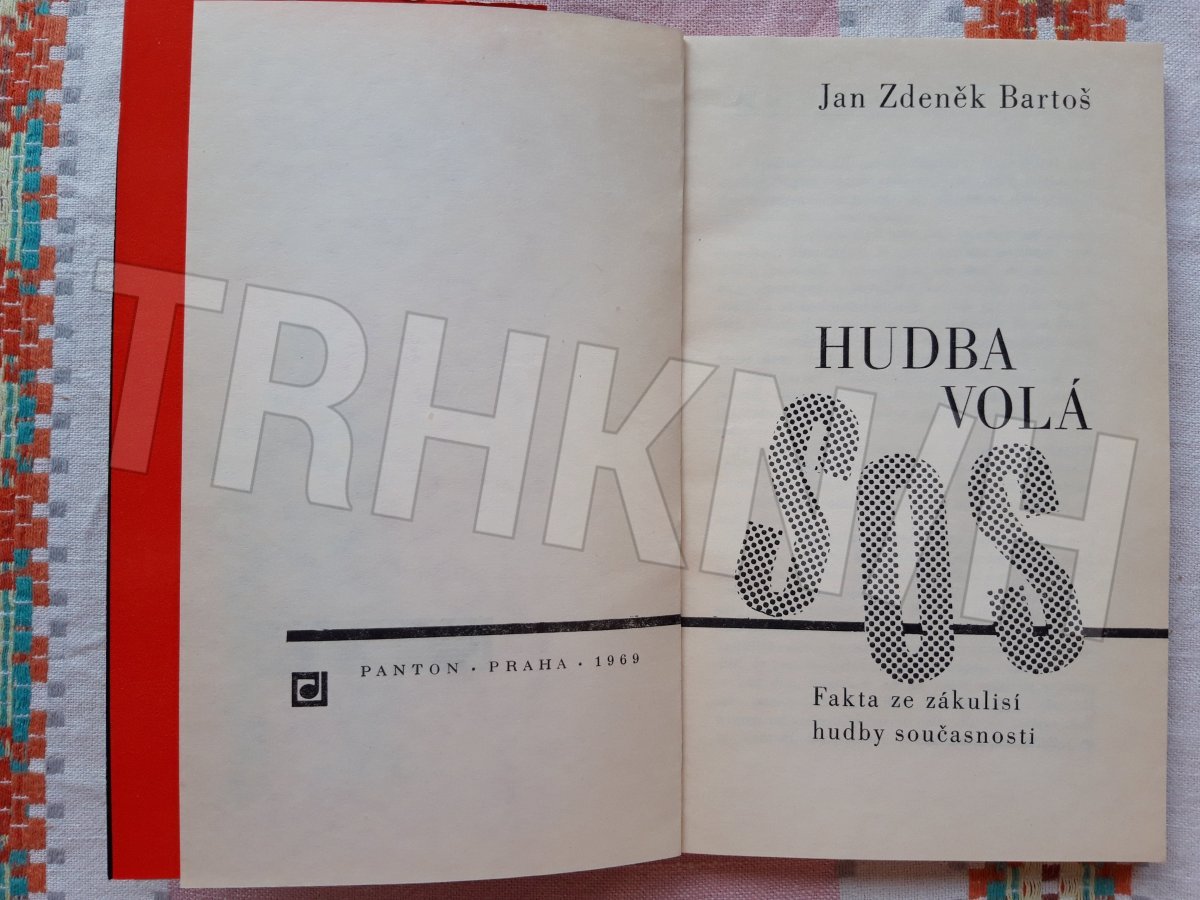 PANTON · PRAHA · 1969
Jan Zdeněk Bartoš
HUDBA
VOLÁ
SOS
Fakta ze zákulisí
hudby současnosti
TRHKNIH